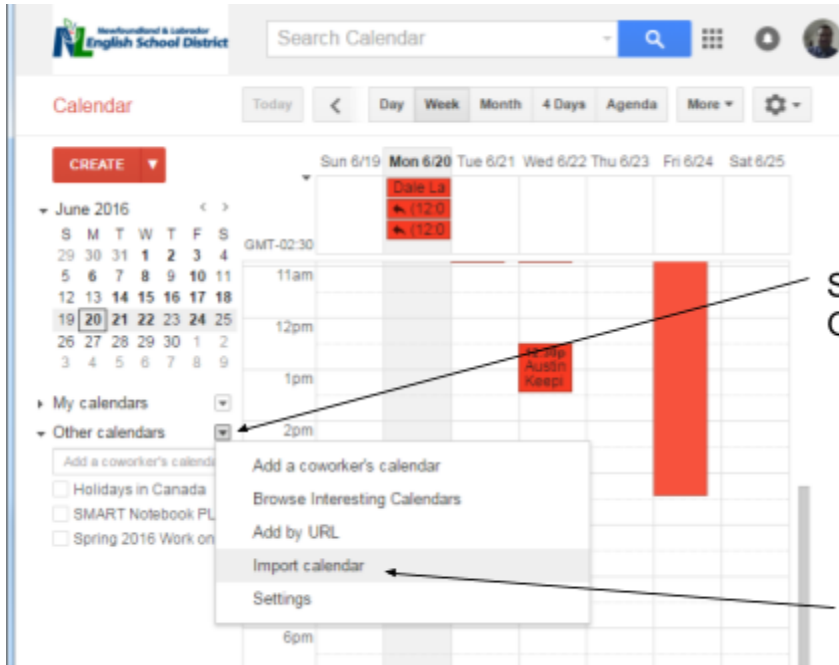 Newfoundland & Labrador
NL English School District
Search Calendar
Calendar
Today Day Week Month 4 Days Agenda More
CREATE
Sun 6/19 Mon 6/20 Tue 6/21 Wed 6/22 Thu 6/23 Fri 6/24 Sat 6/25
Dale La
(12:0
(12:0
GMT-02:30
June 2016
S M T W T F S
29 30 31 1 2 3 4
5 6 7 8 9 10 11
12 13 14 15 16 17 18
19 20 21 22 23 24 25
26 27 28 29 30 1 2
3 4 5 6 7 8 9
My calendars
Other calendars
Add a coworker's calenda
Holidays in Canada
SMART Notebook PL
Spring 2016 Work on
11am
12pm
1pm
2pm
6pm
12:30p
Austin
Keepi
Add a coworker's calendar
Browse Interesting Calendars
Add by URL
Import calendar
Settings